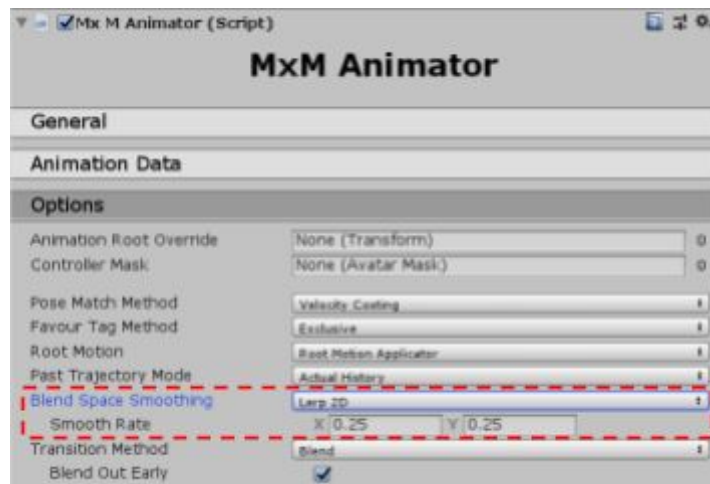 Mx M Animator (Script)
MxM Animator
General
Animation Data
Options
Animation Root Override None (Transform)
Controller Mask None (Avatar Mask)
Pose Match Method Velocity Costing
Favour Tag Method Exclusive
Root Motion Root Motion Applicator
Past Trajectory Mode Actual History
Blend Space Smoothing Lerp 2D
Smooth Rate X 0.25 Y 0.25
Transition Method Blend
Blend Out Early